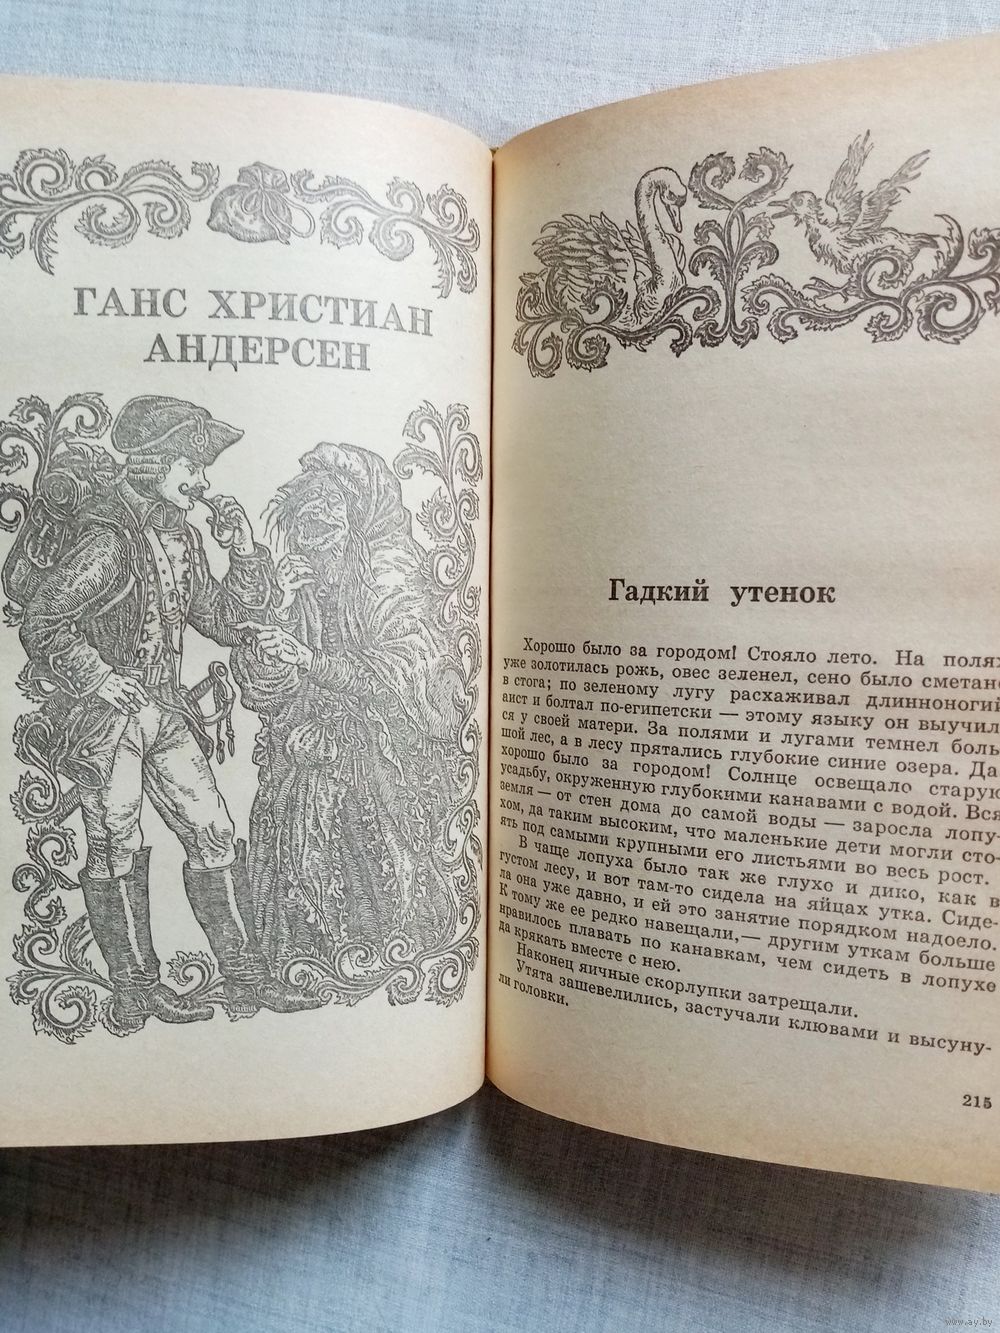 ГАНС ХРИСТИАН
АНДЕРСЕН
Гадкий утенок
Хорошо было за городом! Стояло лето. На полях
уже золотилась рожь, овес зеленел, сено было сметано
в стога; по зеленому лугу расхаживал длинноногий
аист и болтал по-египетски — этому языку он выучил-
ся у своей матери. За полями и лугами темнел боль-
шой лес, а в лесу прятались глубокие синие озера. Да,
хорошо было за городом! Солнце освещало старую
усадьбу, окруженную глубокими канавами с водой. Вся
земля — от стен дома до самой воды — заросла лопу-
хом, да таким высоким, что маленькие дети могли сто-
ять под самыми крупными его листьями во весь рост.
В чаще лопуха было так же глухо и дико, как в
густом лесу, и вот там-то сидела на яйцах утка. Сиде-
ла она уже давно, и ей это занятие порядком надоело.
К тому же ее редко навещали,— другим уткам больше
нравилось плавать по канавкам, чем сидеть в лопухе
да крякать вместе с нею.
Наконец яичные скорлупки затрещали.
Утята зашевелились, застучали клювами и высуну-
ли головки.
215
www.ay.by